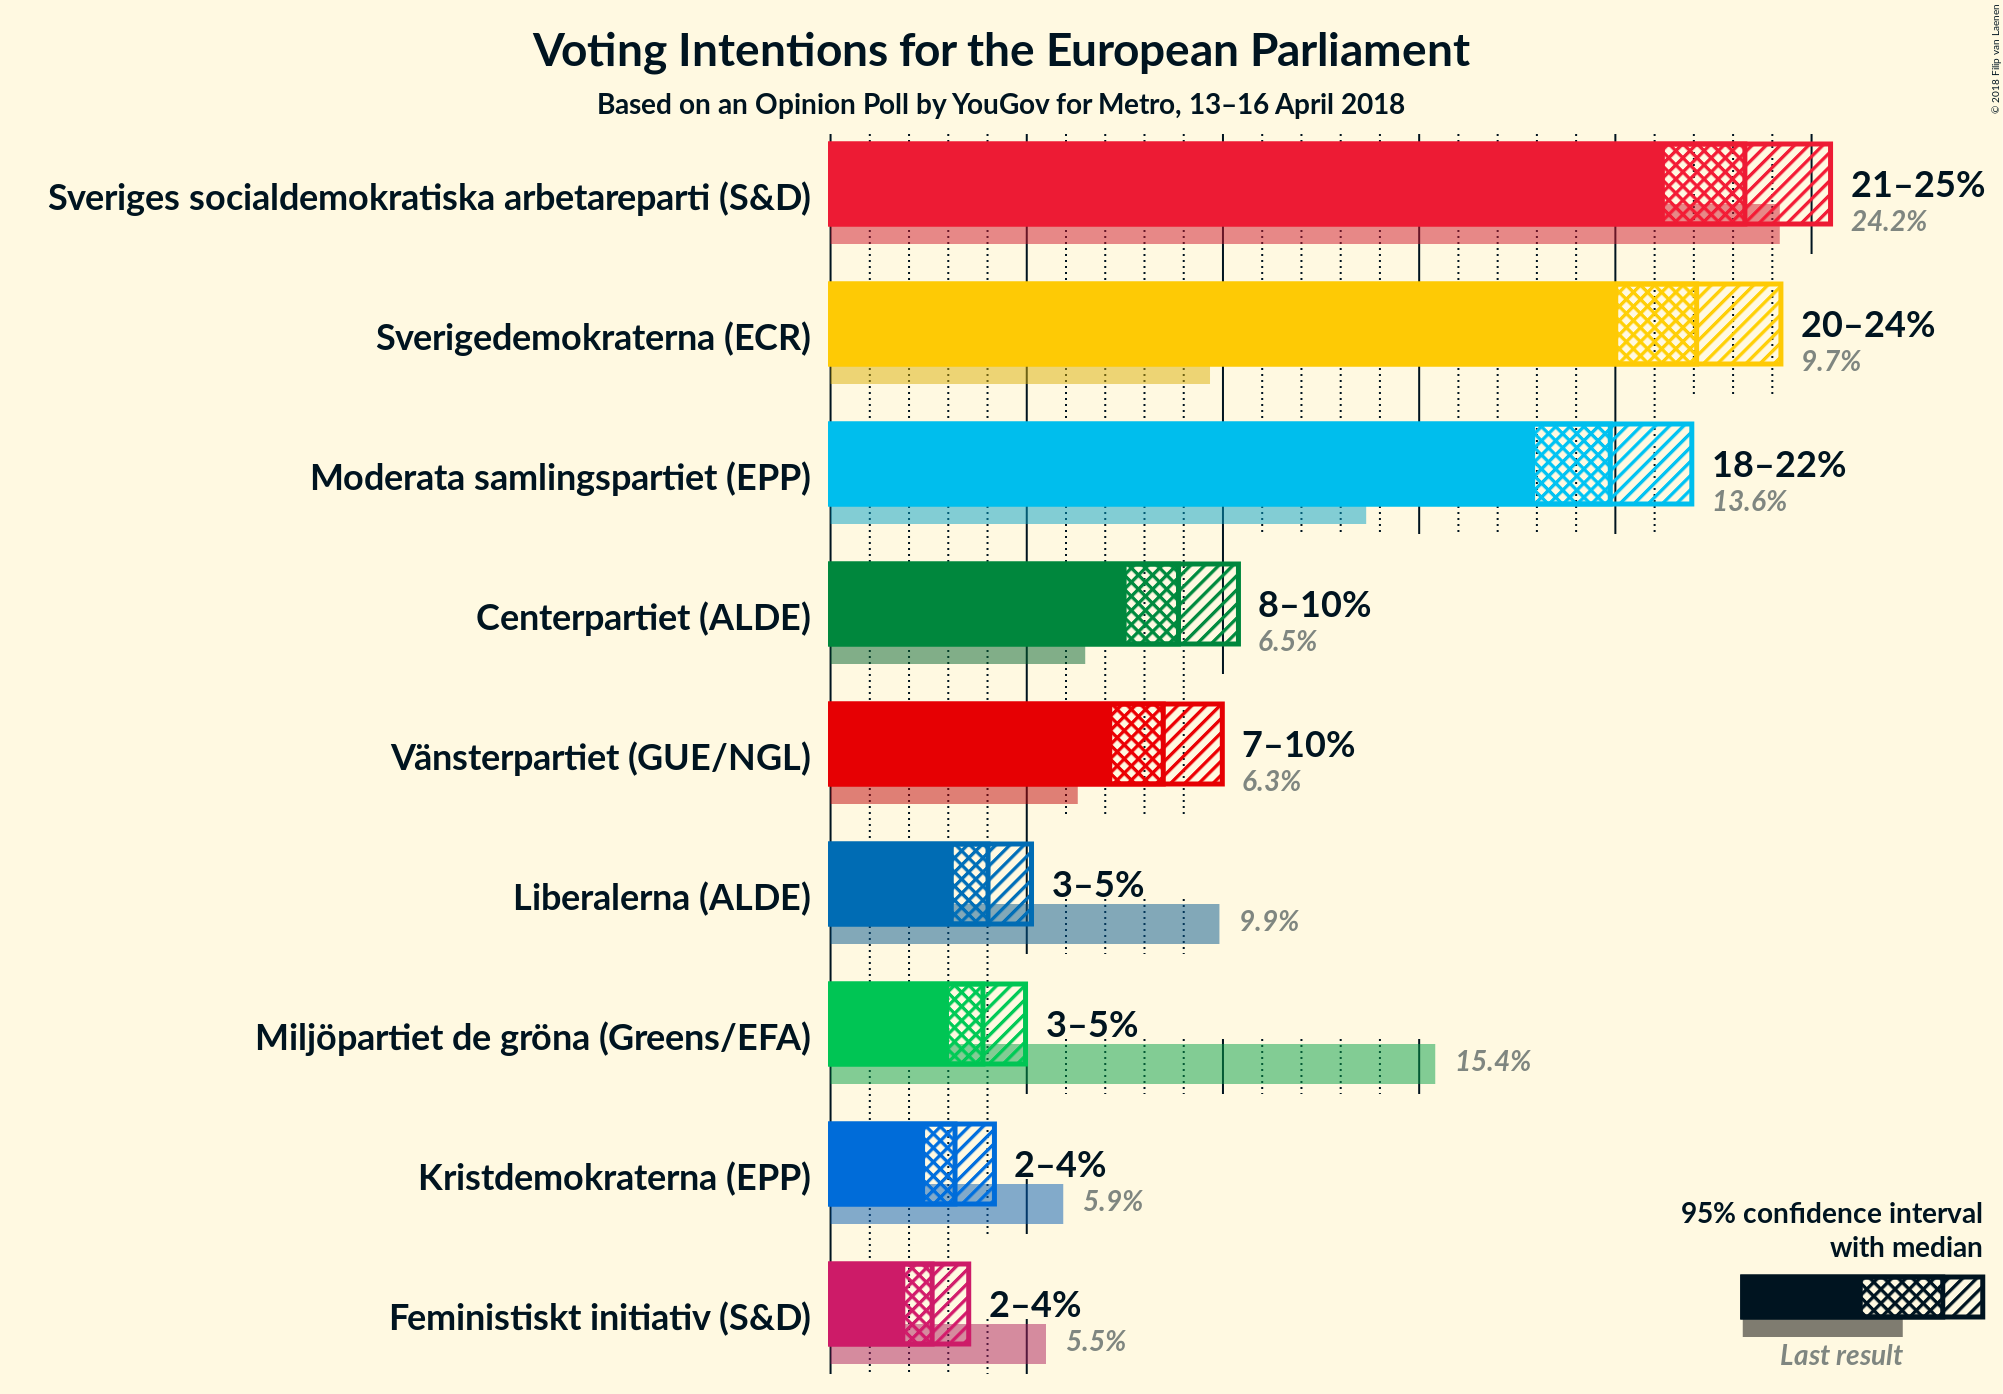 Voting Intentions for the European Parliament
Based on an Opinion Poll by YouGov for Metro, 13–16 April 2018
© 2018 Filip van Laenen
Sveriges socialdemokratiska arbetareparti (S&D)
21–25%
24.2%
Sverigedemokraterna (ECR)
20–24%
9.7%
Moderata samlingspartiet (EPP)
18–22%
13.6%
Centerpartiet (ALDE)
8–10%
6.5%
Vänsterpartiet (GUE/NGL)
7–10%
6.3%
Liberalerna (ALDE)
3–5%
9.9%
Miljöpartiet de gröna (Greens/EFA)
3–5%
15.4%
Kristdemokraterna (EPP)
2–4%
5.9%
Feministiskt initiativ (S&D)
2–4%
5.5%
95% confidence interval
with median
Last result